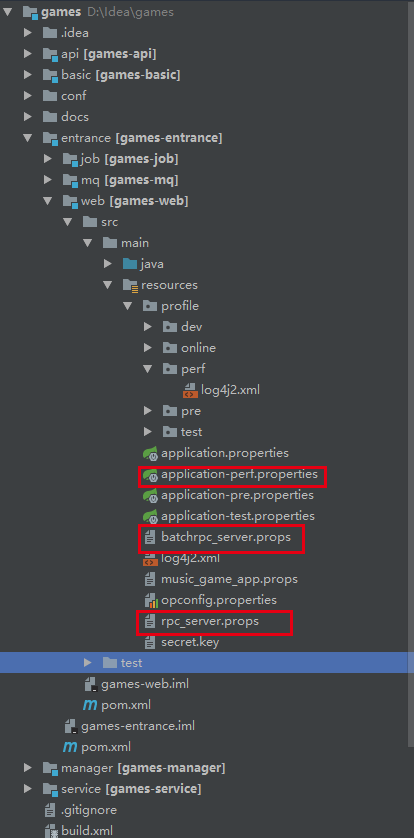 games D:\Idea\games
.idea
api [games-api]
basic [games-basic]
conf
docs
entrance [games-entrance]
job [games-job]
mq [games-mq]
web [games-web]
src
main
java
resources
profile
dev
online
perf
log4j2.xml
pre
test
application.properties
application-perf.properties
application-pre.properties
application-test.properties
batchrpc_server.props
log4j2.xml
music_game_app.props
opconfig.properties
rpc_server.props
secret.key
test
games-web.iml
pom.xml
games-entrance.iml
pom.xml
manager [games-manager]
service [games-service]
.gitignore
build.xml